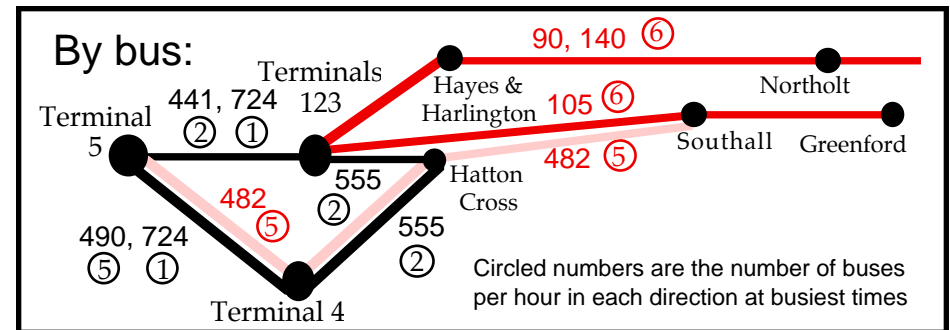 By bus:
90, 140 6
Terminals
123
Hayes &
Harlington
Northolt
441, 724
2 1
Terminal
5
105 6
Southall
Greenford
482 5
555
2
Hatton
Cross
482
5
555
2
490, 724
5 1
Terminal 4
Circled numbers are the number of buses
per hour in each direction at busiest times